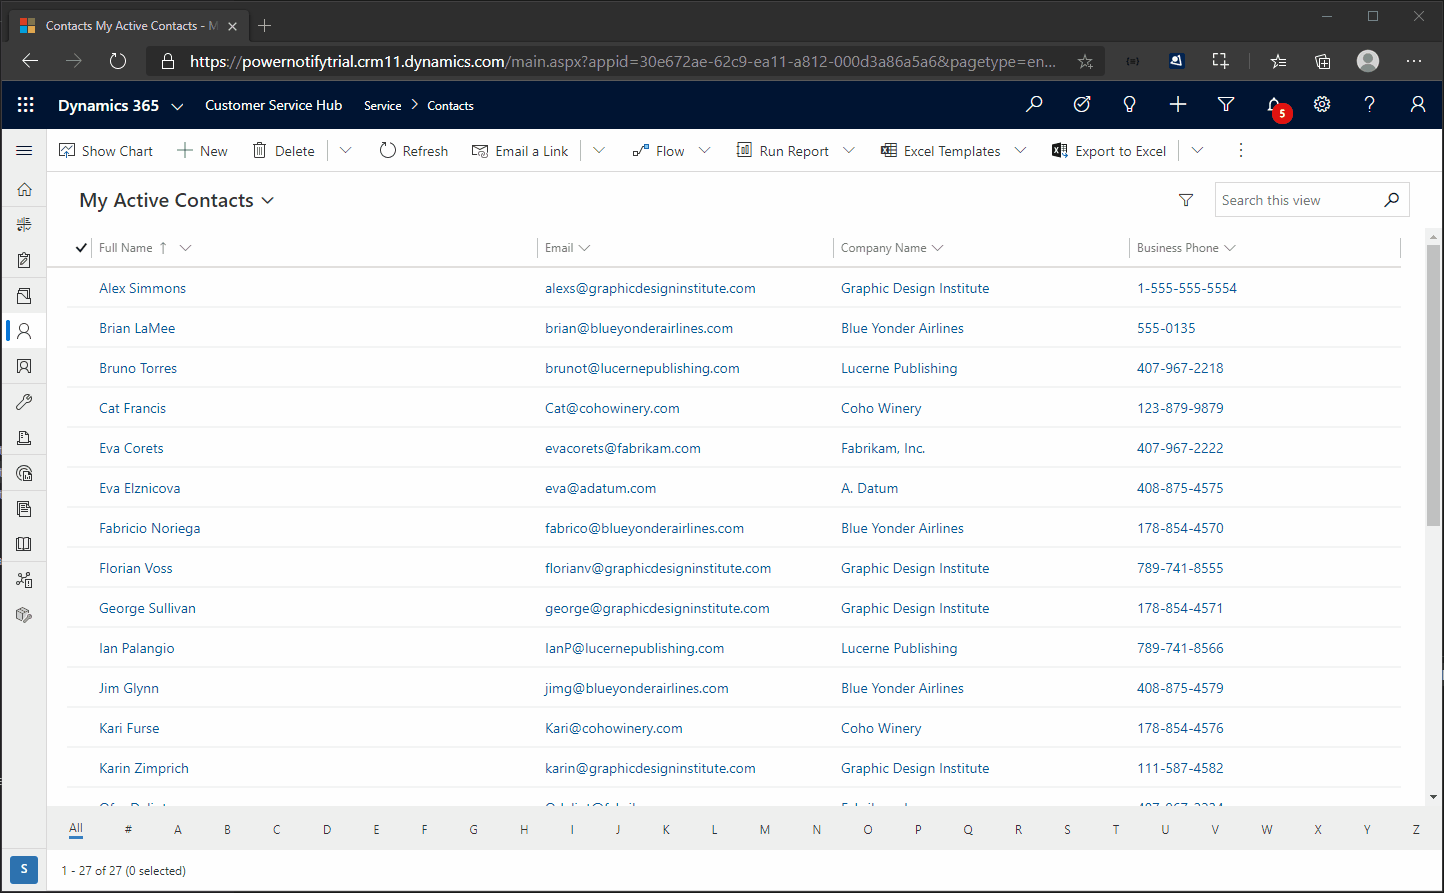 Contacts My Active Contacts - M
https://powernotifytrial.crm11.dynamics.com/main.aspx?appid=30e672ae-62c9-ea11-a812-000d3a86a5a6&pagetype=en...
Dynamics 365 Customer Service Hub Service > Contacts 5
Show Chart New Delete Refresh Email a Link Flow Run Report Excel Templates Export to Excel
My Active Contacts Search this view
Full Name ↑ Email Company Name Business Phone
Alex Simmons alexs@graphicdesigninstitute.com Graphic Design Institute 1-555-555-5554
Brian LaMee brian@blueyonderairlines.com Blue Yonder Airlines 555-0135
Bruno Torres brunot@lucernepublishing.com Lucerne Publishing 407-967-2218
Cat Francis Cat@cohowinery.com Coho Winery 123-879-9879
Eva Corets evacorets@fabrikam.com Fabrikam, Inc. 407-967-2222
Eva Elznicova eva@adatum.com A. Datum 408-875-4575
Fabricio Noriega fabrico@blueyonderairlines.com Blue Yonder Airlines 178-854-4570
Florian Voss florianv@graphicdesigninstitute.com Graphic Design Institute 789-741-8555
George Sullivan george@graphicdesigninstitute.com Graphic Design Institute 178-854-4571
Ian Palangio IanP@lucernepublishing.com Lucerne Publishing 789-741-8566
Jim Glynn jimg@blueyonderairlines.com Blue Yonder Airlines 408-875-4579
Kari Furse Kari@cohowinery.com Coho Winery 178-854-4576
Karin Zimprich karin@graphicdesigninstitute.com Graphic Design Institute 111-587-4582
All # A B C D E F G H I J K L M N O P Q R S T U V W X Y Z
S 1 - 27 of 27 (0 selected)